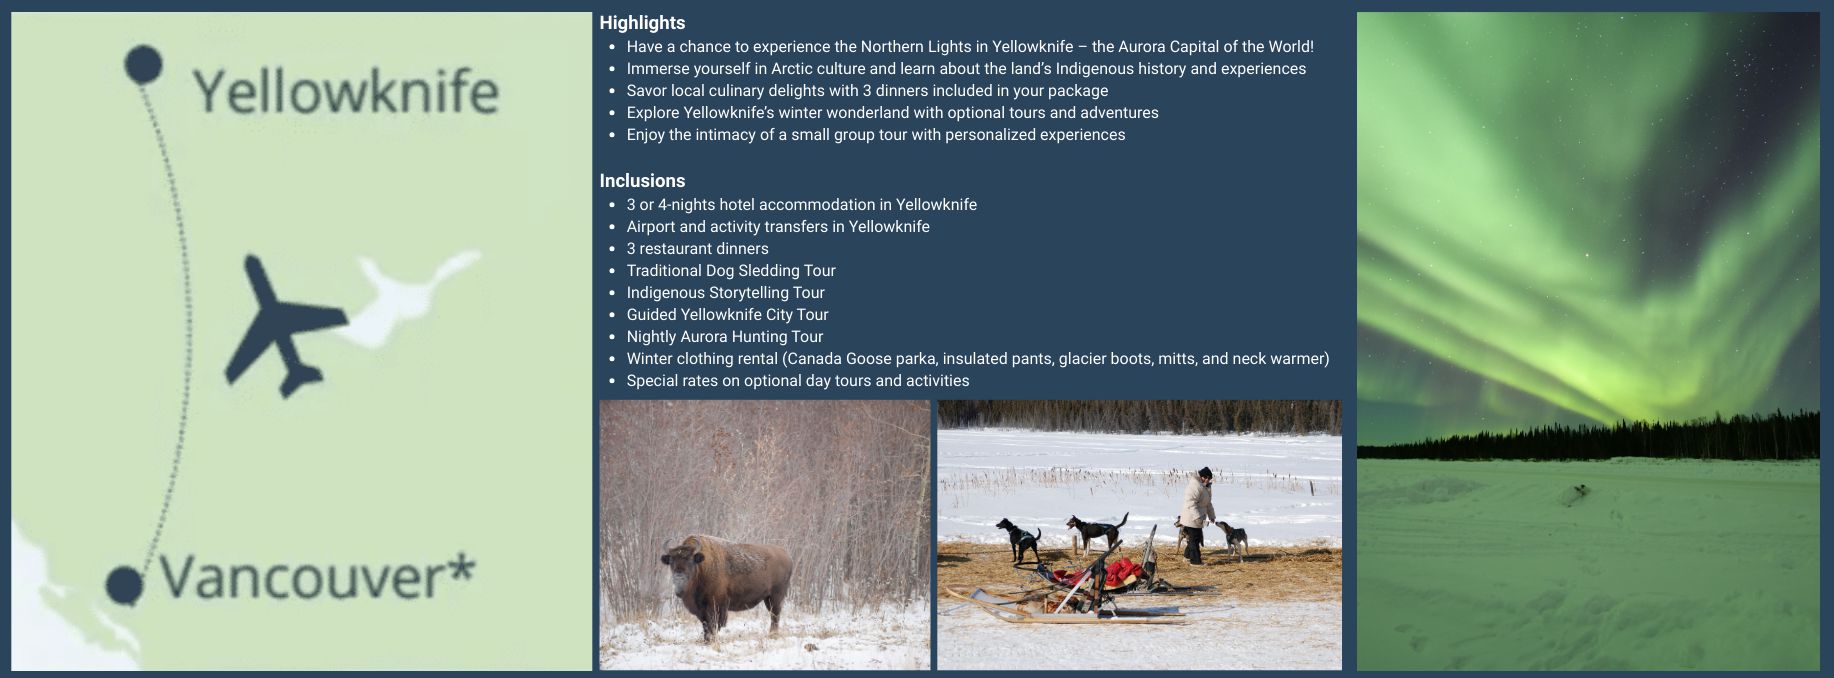 Yellowknife
Vancouver*
Highlights
• Have a chance to experience the Northern Lights in Yellowknife – the Aurora Capital of the World!
• Immerse yourself in Arctic culture and learn about the land’s Indigenous history and experiences
• Savor local culinary delights with 3 dinners included in your package
• Explore Yellowknife’s winter wonderland with optional tours and adventures
• Enjoy the intimacy of a small group tour with personalized experiences
Inclusions
• 3 or 4-nights hotel accommodation in Yellowknife
• Airport and activity transfers in Yellowknife
• 3 restaurant dinners
• Traditional Dog Sledding Tour
• Indigenous Storytelling Tour
• Guided Yellowknife City Tour
• Nightly Aurora Hunting Tour
• Winter clothing rental (Canada Goose parka, insulated pants, glacier boots, mitts, and neck warmer)
• Special rates on optional day tours and activities